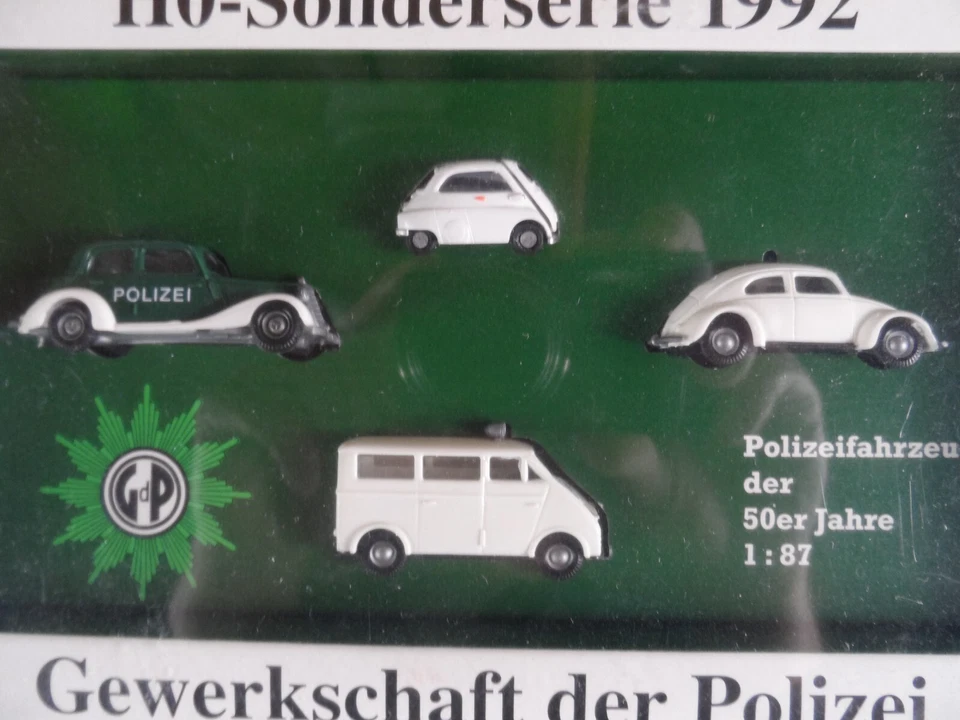 H0-Sonderserie 1992
POLIZEI
GdP
Polizeifahrzeu
der
50er Jahre
1:87
Gewerkschaft der Polizei